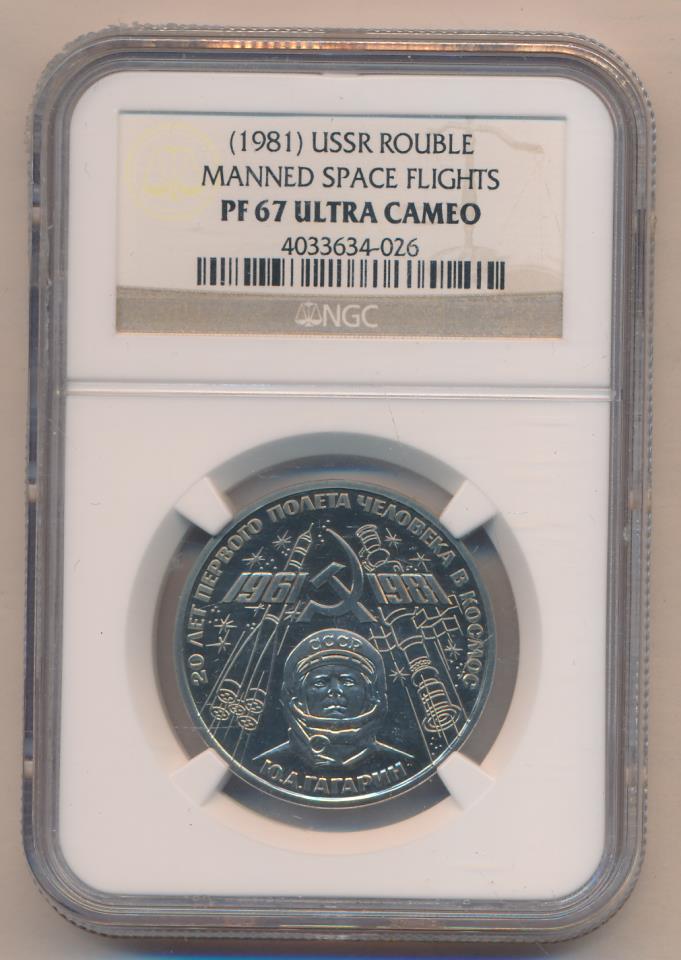 (1981) USSR ROUBLE
MANNED SPACE FLIGHTS
PF 67 ULTRA CAMEO
4033634-026
NGC
20 ЛЕТ ПЕРВОГО ПОЛЕТА ЧЕЛОВЕКА В КОСМОС
1961 1981
СССР
Ю.А.ГАГАРИН